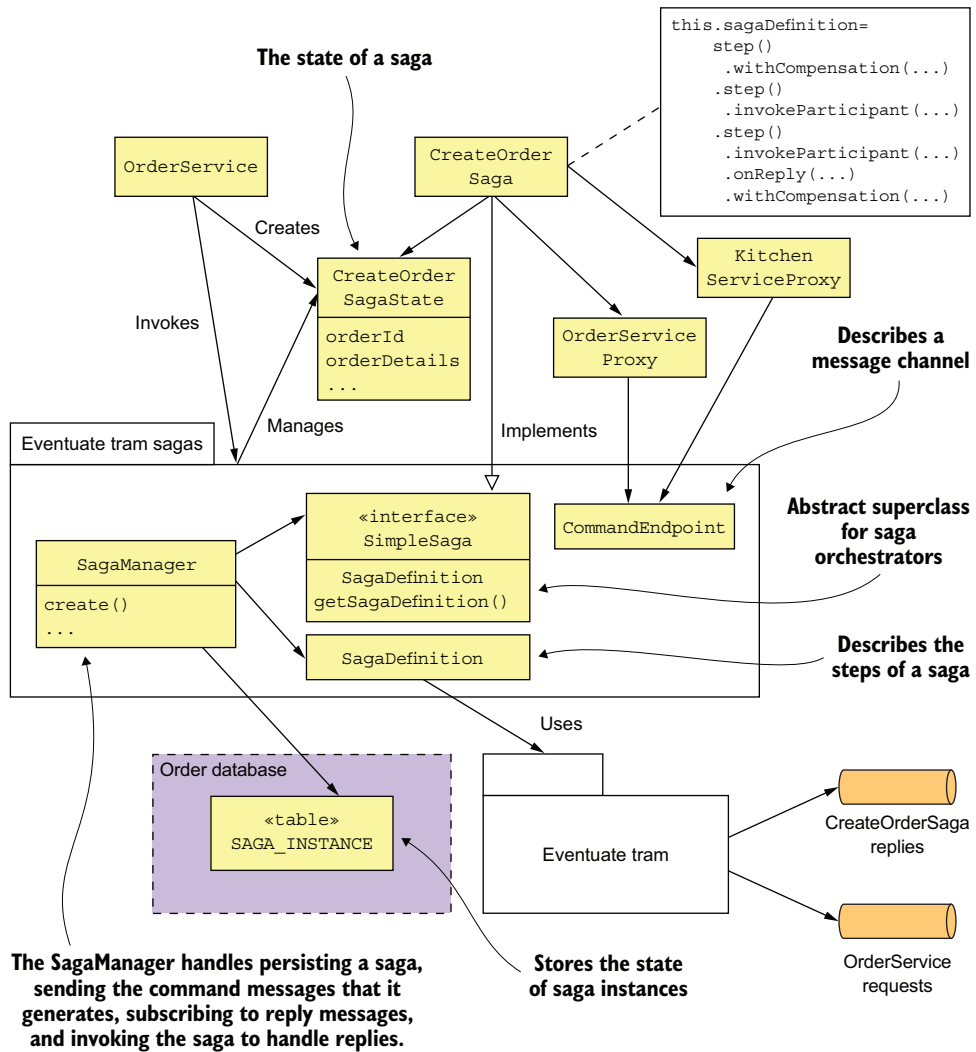 this.sagaDefinition=
step()
.withCompensation(...)
.step()
.invokeParticipant(...)
.step()
.invokeParticipant(...)
.onReply(...)
.withCompensation(...)
The state of a saga
OrderService
CreateOrder
Saga
Creates
CreateOrder
SagaState
orderId
orderDetails
...
Kitchen
ServiceProxy
Invokes
OrderService
Proxy
Describes a
message channel
Manages
Implements
Eventuate tram sagas
«interface»
SimpleSaga
SagaDefinition
getSagaDefinition()
CommandEndpoint
Abstract superclass
for saga
orchestrators
SagaManager
create()
...
SagaDefinition
Describes the
steps of a saga
Uses
Order database
«table»
SAGA_INSTANCE
Eventuate tram
CreateOrderSaga
replies
OrderService
requests
The SagaManager handles persisting a saga,
sending the command messages that it
generates, subscribing to reply messages,
and invoking the saga to handle replies.
Stores the state
of saga instances